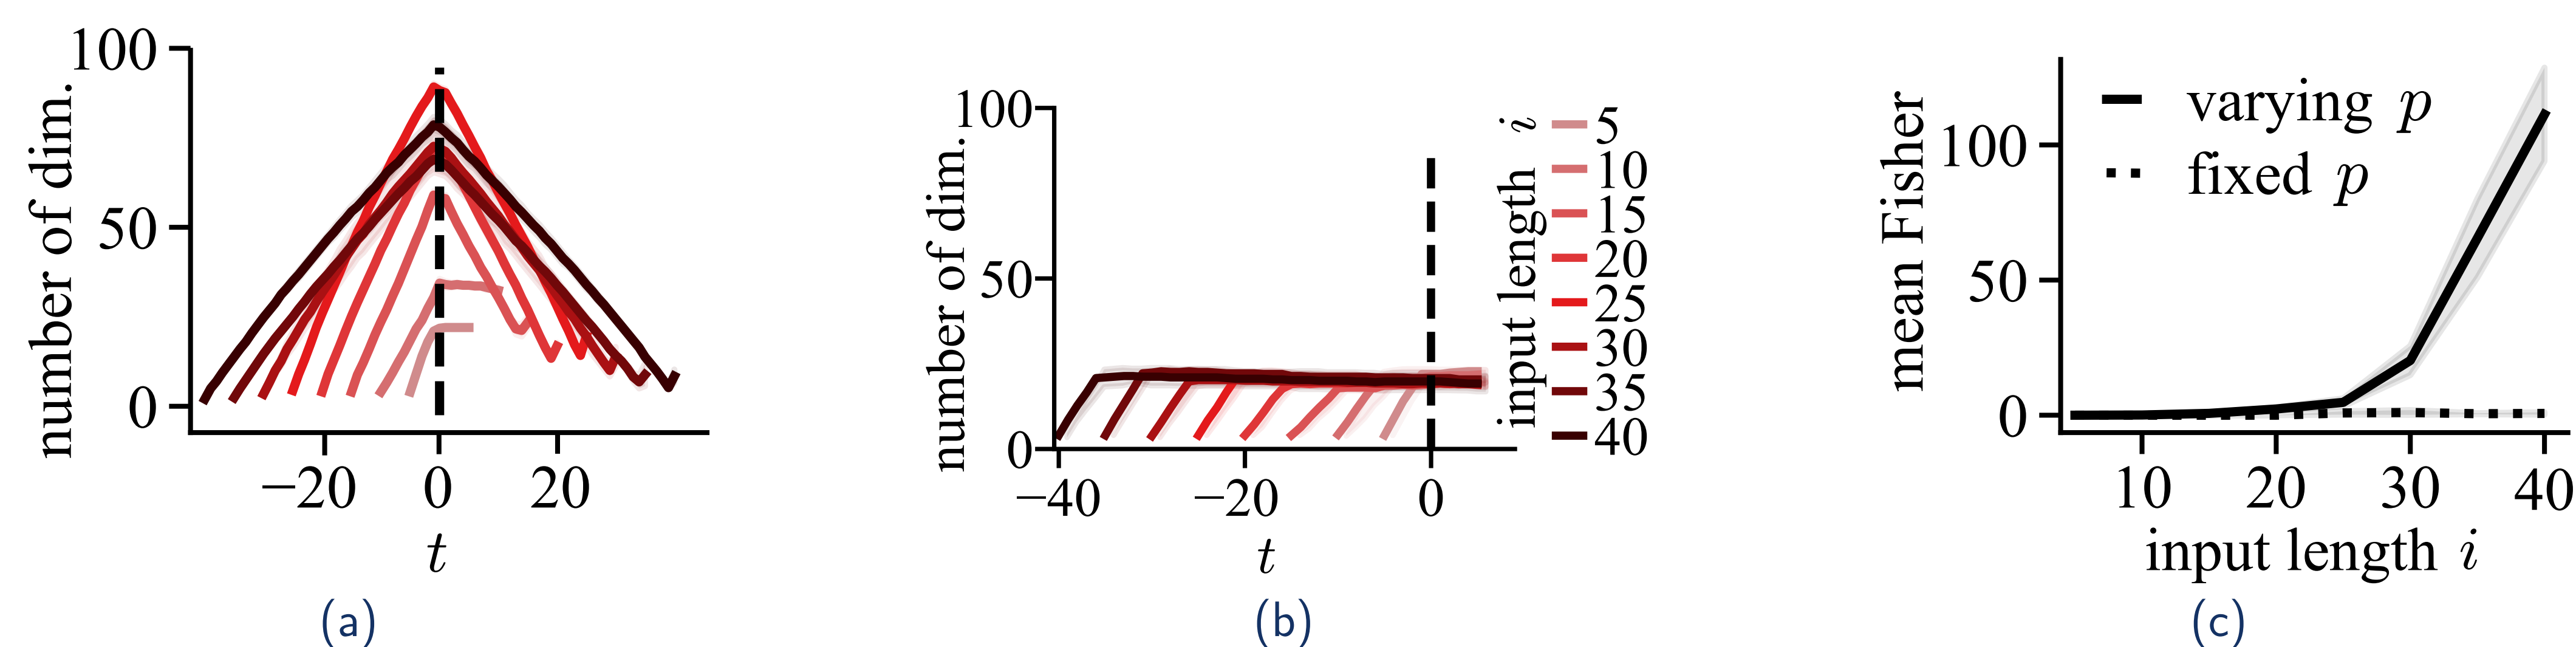 number of dim.
100
50
0
−20
0
20
t
(a)
number of dim.
100
50
0
−40
−20
0
t
input length i
5
10
15
20
25
30
35
40
(b)
mean Fisher
100
50
0
varying p
fixed p
10
20
30
40
input length i
(c)